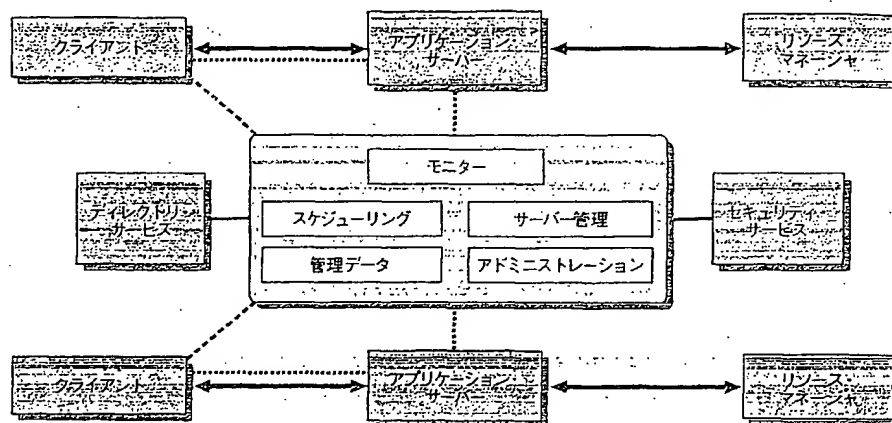 クライアント
アプリケーション・
サーバー
リソース・
マネージャ
モニター
ディレクトリ・
サービス
スケジューリング
サーバー管理
セキュリティ・
サービス
管理データ
アドミニストレーション
クライアント
アプリケーション・
サーバー
リソース・
マネージャ